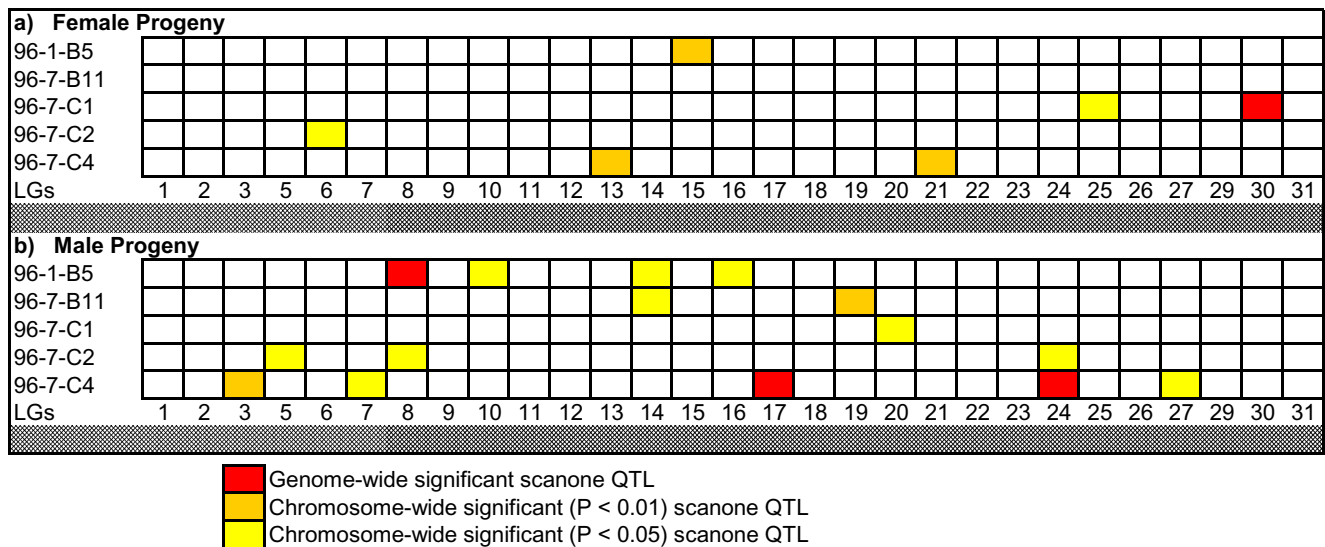 a) Female Progeny
96-1-B5
96-7-B11
96-7-C1
96-7-C2
96-7-C4
LGs 1 2 3 5 6 7 8 9 10 11 12 13 14 15 16 17 18 19 20 21 22 23 24 25 26 27 29 30 31
b) Male Progeny
96-1-B5
96-7-B11
96-7-C1
96-7-C2
96-7-C4
LGs 1 2 3 5 6 7 8 9 10 11 12 13 14 15 16 17 18 19 20 21 22 23 24 25 26 27 29 30 31
Genome-wide significant scanone QTL
Chromosome-wide significant (P < 0.01) scanone QTL
Chromosome-wide significant (P < 0.05) scanone QTL